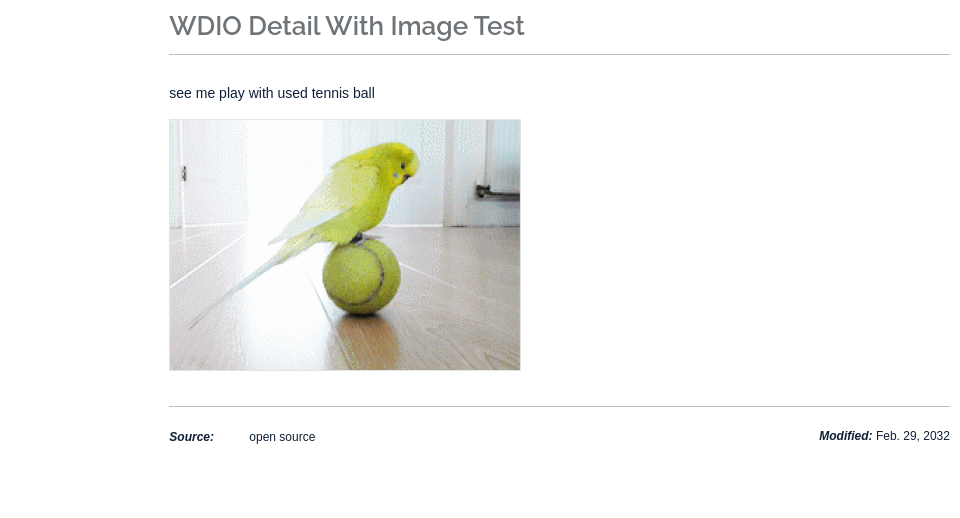 WDIO Detail With Image Test
see me play with used tennis ball
Source: open source
Modified: Feb. 29, 2032